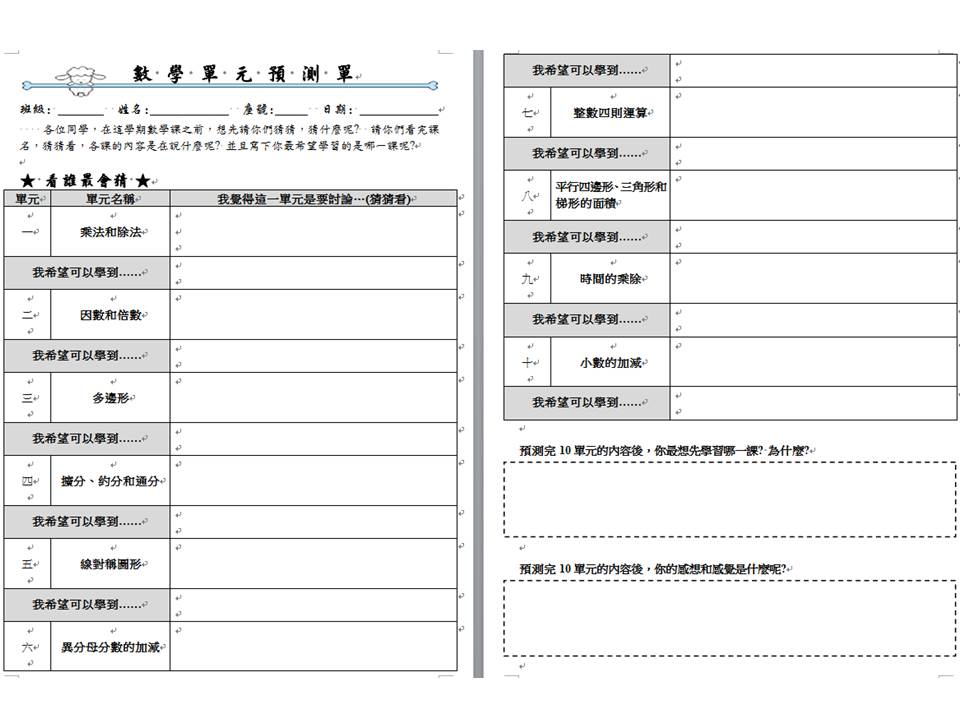 數學單元預測單
班級:________ 姓名:__________ 座號:____ 日期:__________
各位同學，在這學期數學課之前，想先請你們猜猜，猜什麼呢? 請你們看完課
名，猜猜看，各課的內容是在說什麼呢? 並且寫下你最希望學習的是哪一課呢?
★ 看誰最會猜 ★
單元 單元名稱 我覺得這一單元是要討論…(猜猜看)
一 乘法和除法
我希望可以學到……
二 因數和倍數
我希望可以學到……
三 多邊形
我希望可以學到……
四 擴分、約分和通分
我希望可以學到……
五 線對稱圖形
我希望可以學到……
六 異分母分數的加減
我希望可以學到……
七 整數四則運算
我希望可以學到……
八 平行四邊形、三角形和
梯形的面積
我希望可以學到……
九 時間的乘除
我希望可以學到……
十 小數的加減
我希望可以學到……
預測完 10 單元的內容後，你最想先學習哪一課? 為什麼?
預測完 10 單元的內容後，你的感想和感覺是什麼呢?